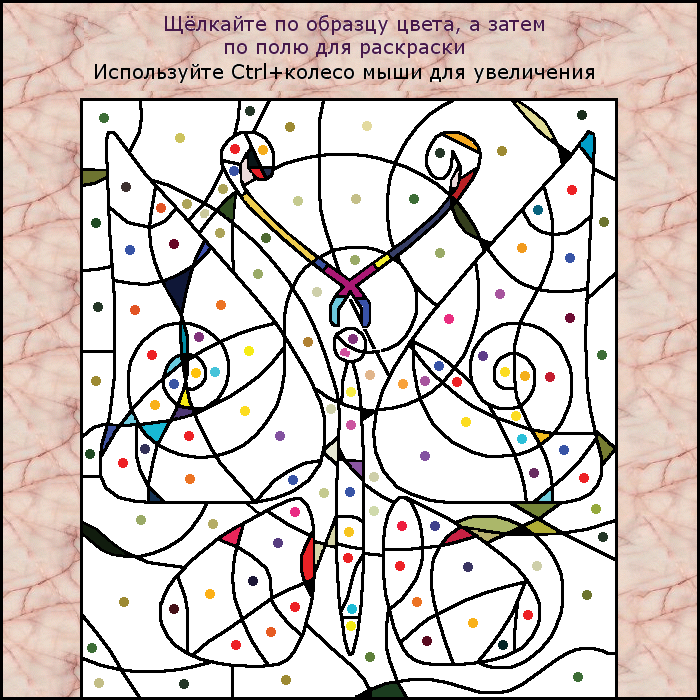 Щёлкайте по образцу цвета, а затем
по полю для раскраски
Используйте Ctrl+колесо мыши для увеличения